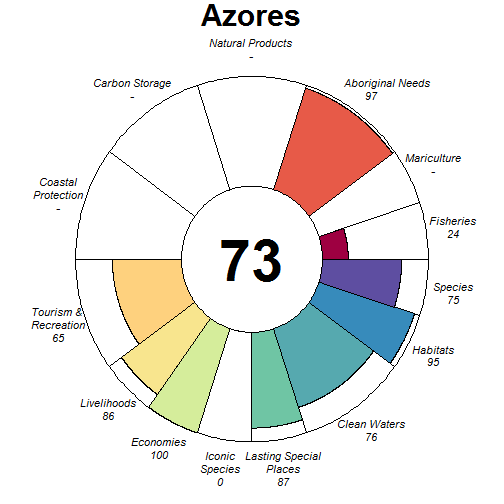 Azores
Natural Products
-
Carbon Storage
-
Aboriginal Needs
97
Mariculture
-
Coastal
Protection
-
Fisheries
24
73
Species
75
Tourism &
Recreation
65
Habitats
95
Livelihoods
86
Clean Waters
76
Economies
100
Iconic
Species
0
Lasting Special
Places
87